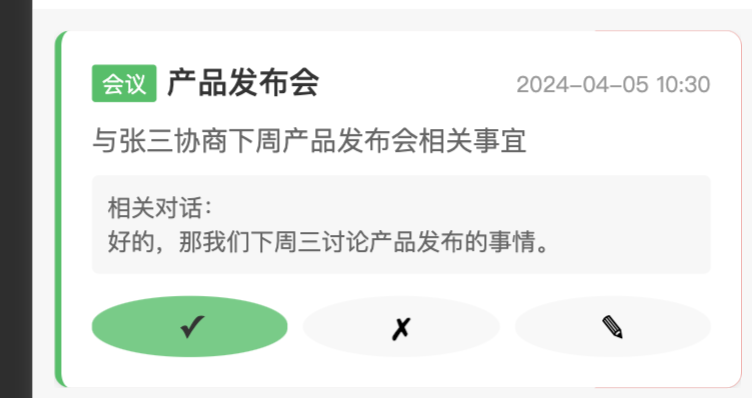 会议 产品发布会 2024-04-05 10:30
与张三协商下周产品发布会相关事宜
相关对话：
好的，那我们下周三讨论产品发布的事情。
✓ ✗ ✎